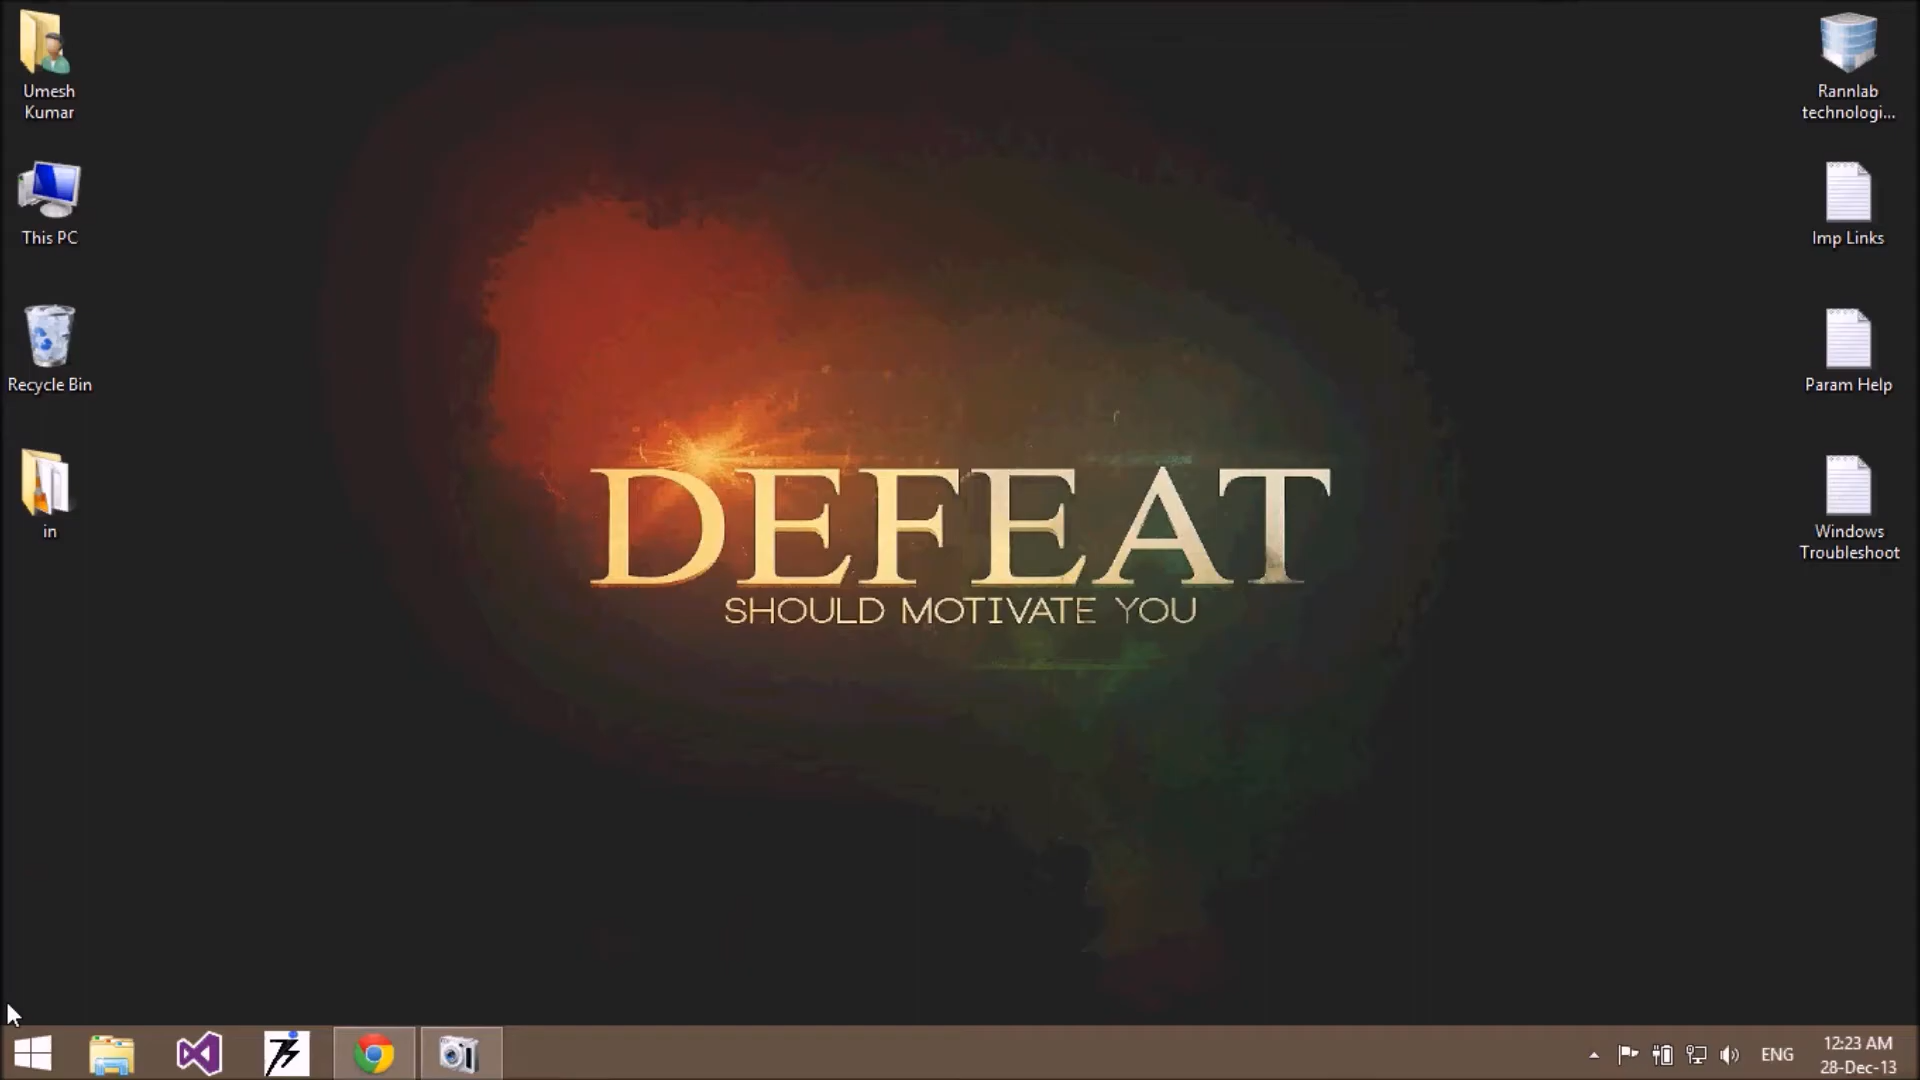 Umesh
Kumar
This PC
Recycle Bin
in
Rannlab
technologi...
Imp Links
Param Help
Windows
Troubleshoot
DEFEAT
SHOULD MOTIVATE YOU
ENG
12:23 AM
28-Dec-13